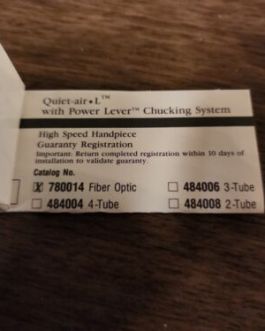 Quiet-air•L™
with Power Lever™ Chucking System
High Speed Handpiece
Guaranty Registration
Important: Return completed registration within 10 days of
installation to validate guaranty.
Catalog No.
☒ 780014 Fiber Optic ☐ 484006 3-Tube
☐ 484004 4-Tube ☐ 484008 2-Tube